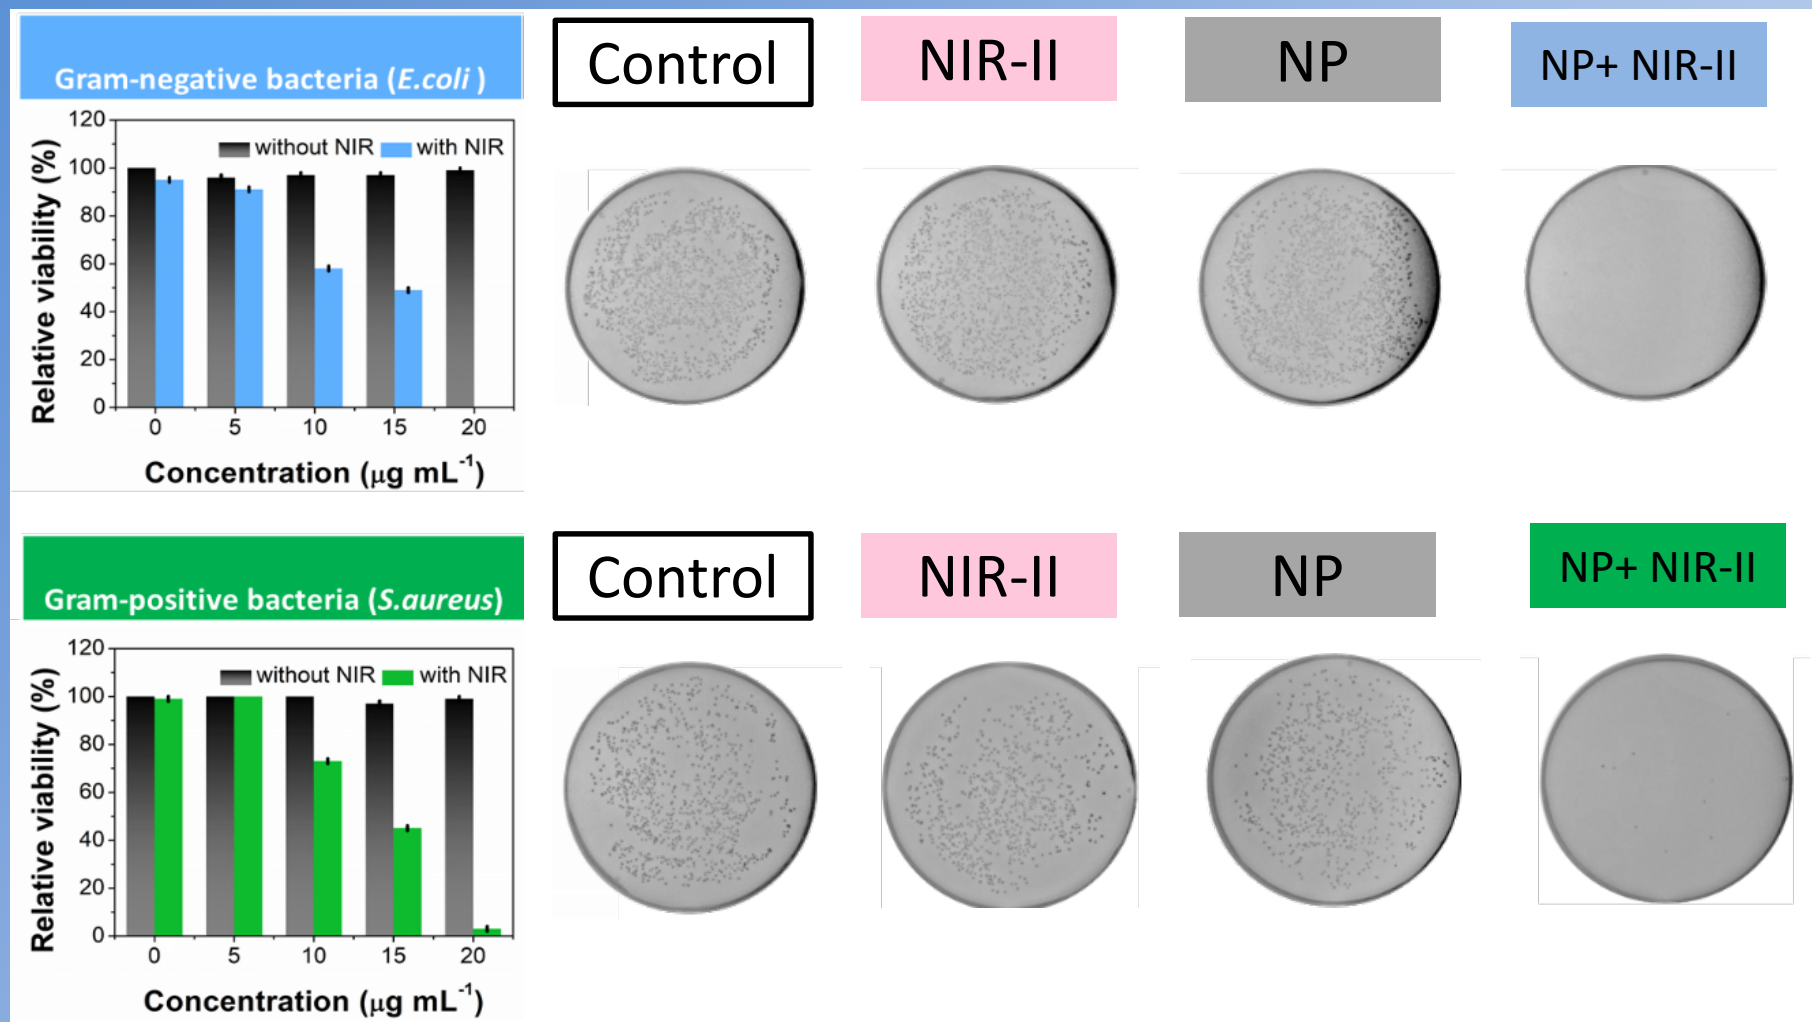 Gram-negative bacteria (E.coli )
Control
NIR-II
NP
NP+ NIR-II
without NIR
with NIR
Relative viability (%)
120
100
80
60
40
20
0
0 5 10 15 20
Concentration (μg mL⁻¹)
Gram-positive bacteria (S.aureus)
Control
NIR-II
NP
NP+ NIR-II
without NIR
with NIR
Relative viability (%)
120
100
80
60
40
20
0
0 5 10 15 20
Concentration (μg mL⁻¹)